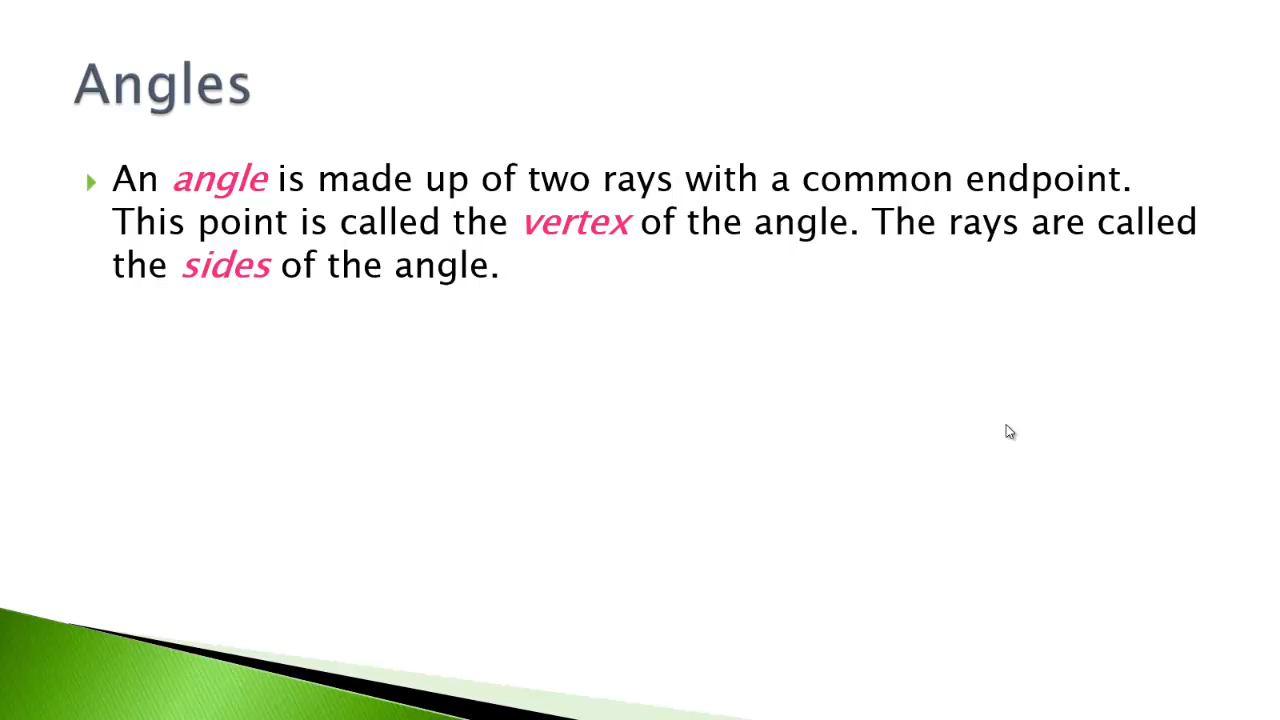 Angles
An angle is made up of two rays with a common endpoint.
This point is called the vertex of the angle. The rays are called
the sides of the angle.